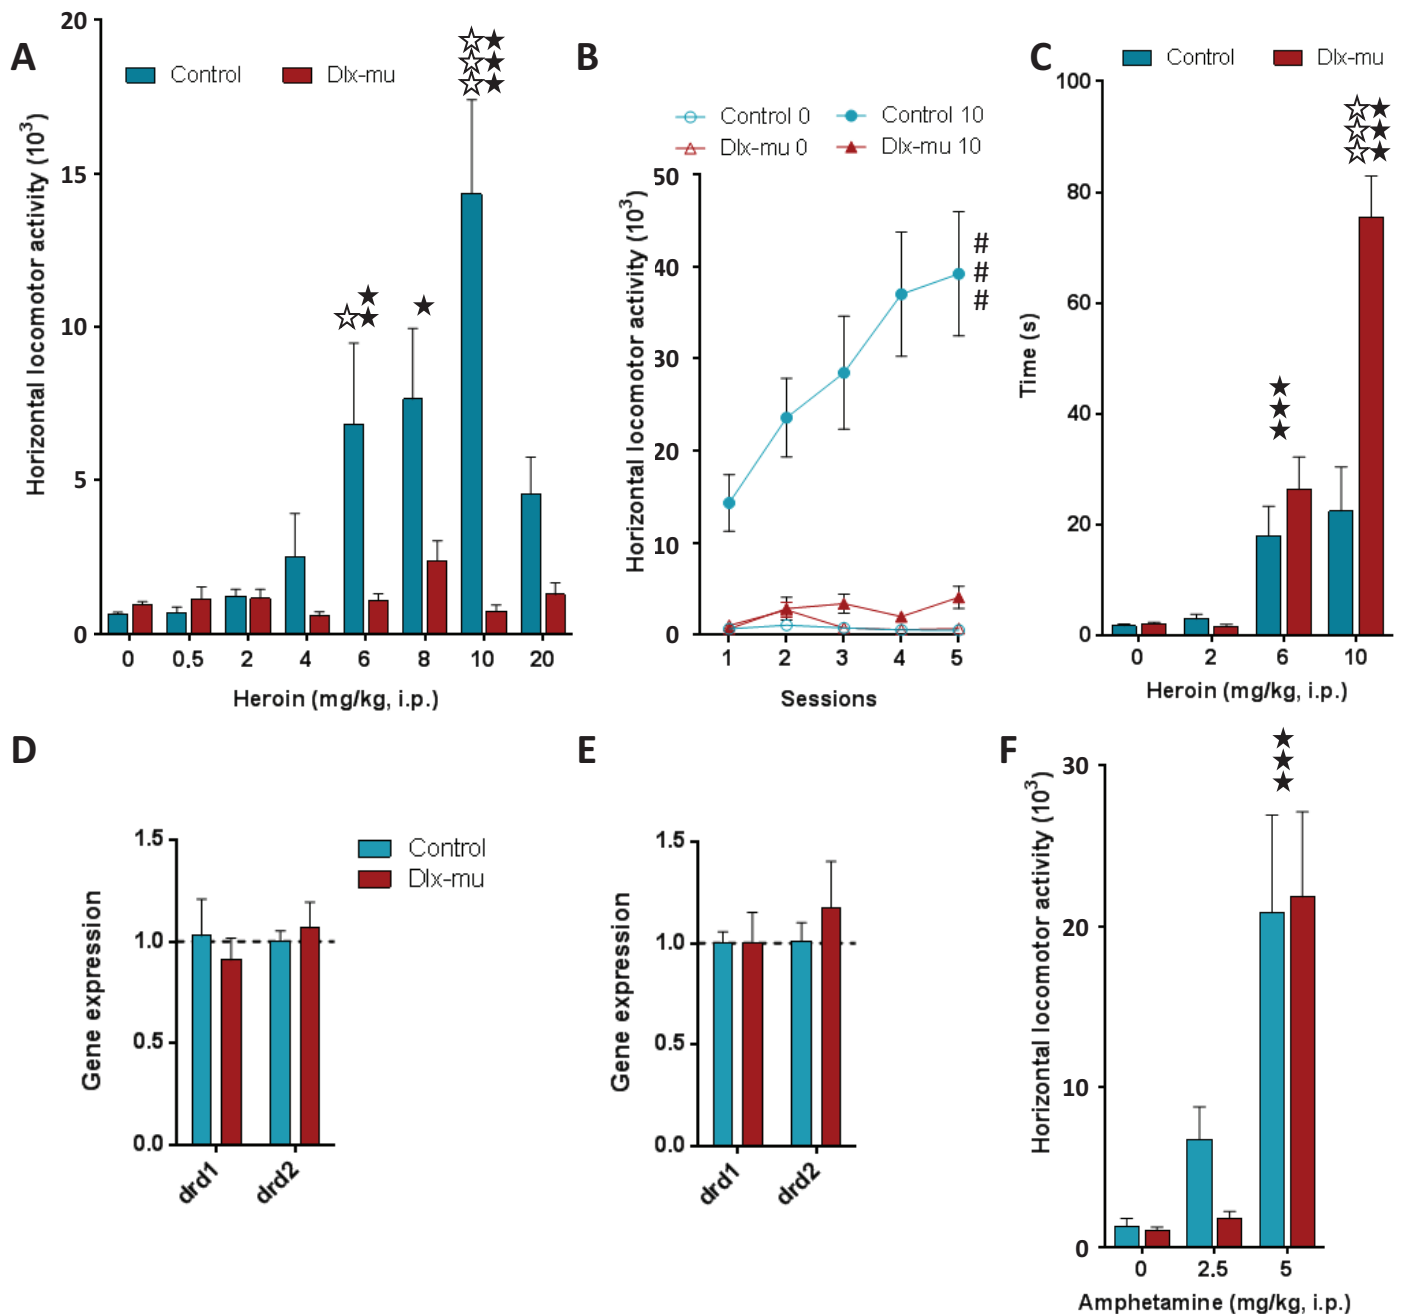 A
Control
Dlx-mu
Horizontal locomotor activity (10³)
20
15
10
5
0
0 0.5 2 4 6 8 10 20
Heroin (mg/kg, i.p.)
B
Control 0
Control 10
Dlx-mu 0
Dlx-mu 10
Horizontal locomotor activity (10³)
50
40
30
20
10
0
#
#
#
1 2 3 4 5
Sessions
C
Control
Dlx-mu
Time (s)
100
80
60
40
20
0
0 2 6 10
Heroin (mg/kg, i.p.)
D
Control
Dlx-mu
Gene expression
1.5
1.0
0.5
0.0
drd1
drd2
E
Gene expression
1.5
1.0
0.5
0.0
drd1
drd2
F
Horizontal locomotor activity (10³)
30
20
10
0
0 2.5 5
Amphetamine (mg/kg, i.p.)